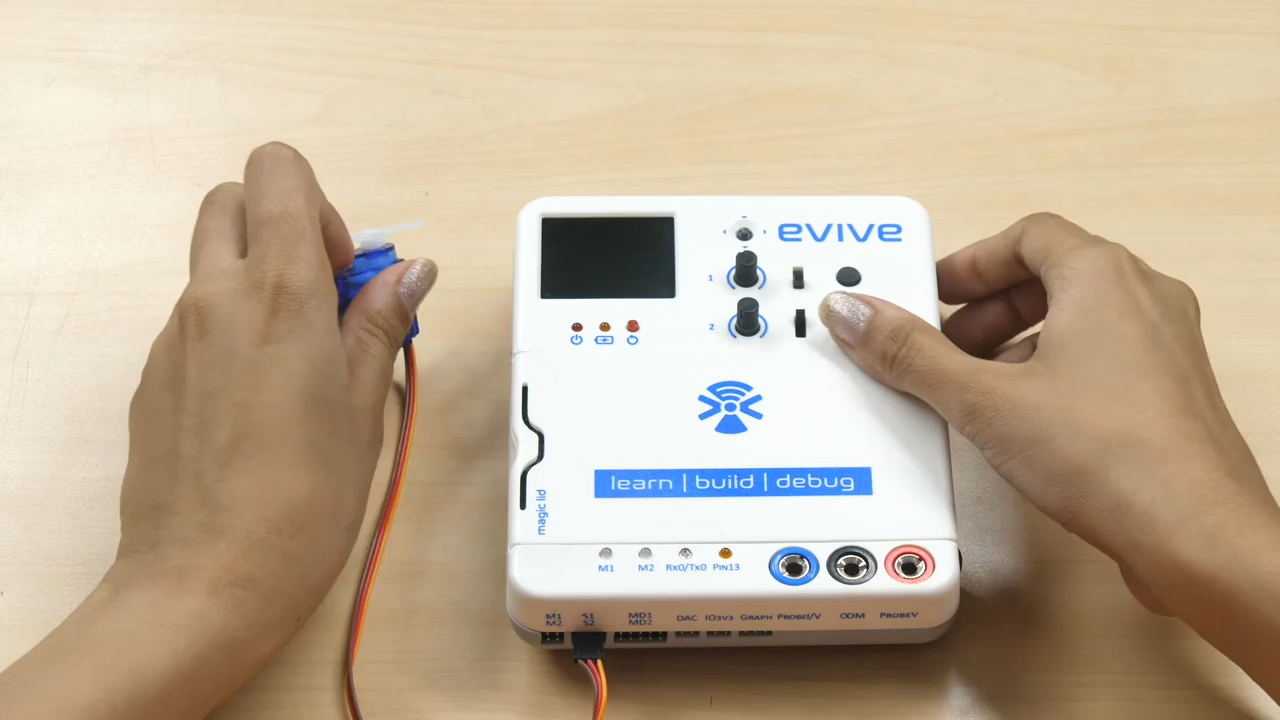 evive
1
2
learn | build | debug
magic lid
M1 M2 Rx0/Tx0 PIN13
M1 S1 MD1 DAC IO3V3 GRAPH PROBEI/V COM PROBEV
M2 S2 MD2